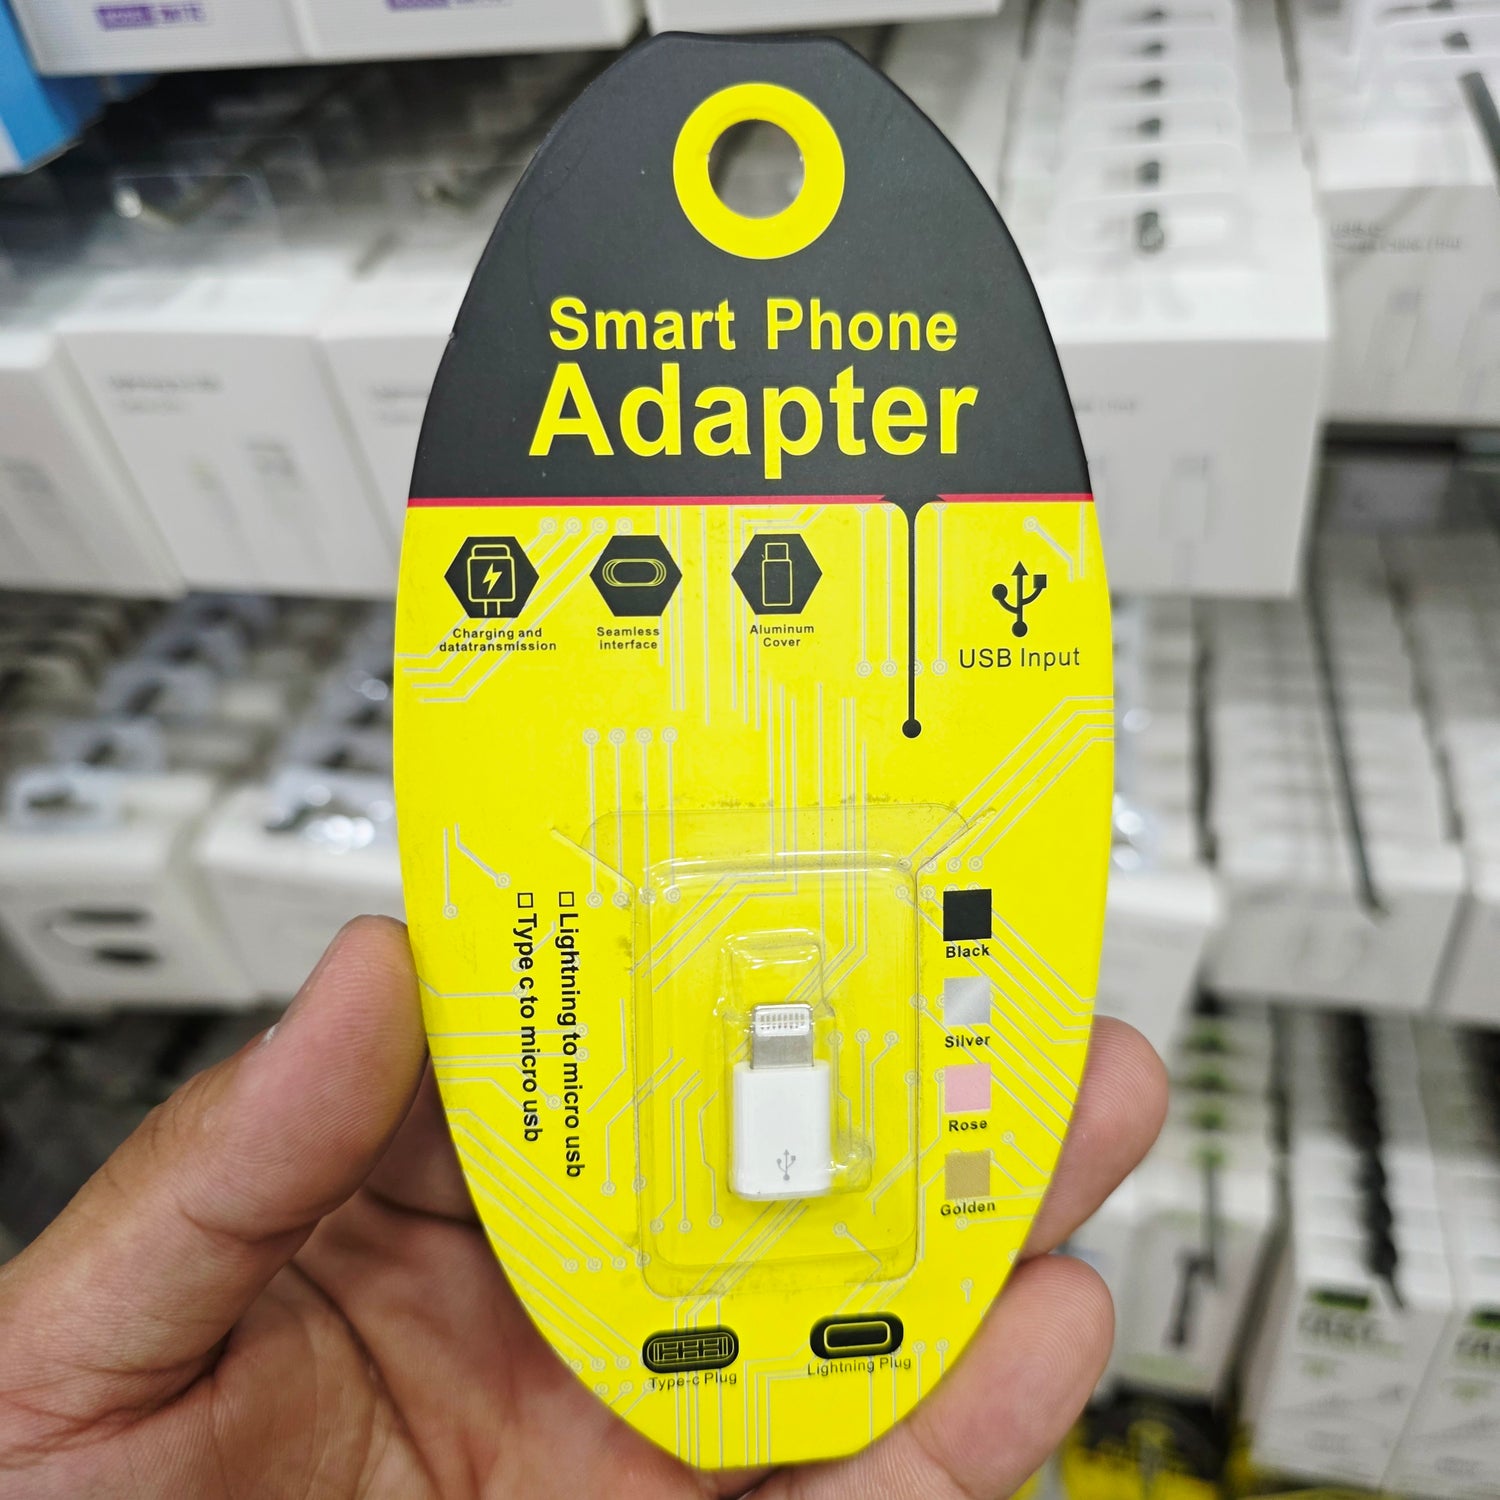 Smart Phone
Adapter
Charging and
datatransmission
Seamless
interface
Aluminum
Cover
USB Input
□ Lightning to micro usb
□ Type c to micro usb
Black
Silver
Rose
Golden
Type-c Plug
Lightning Plug